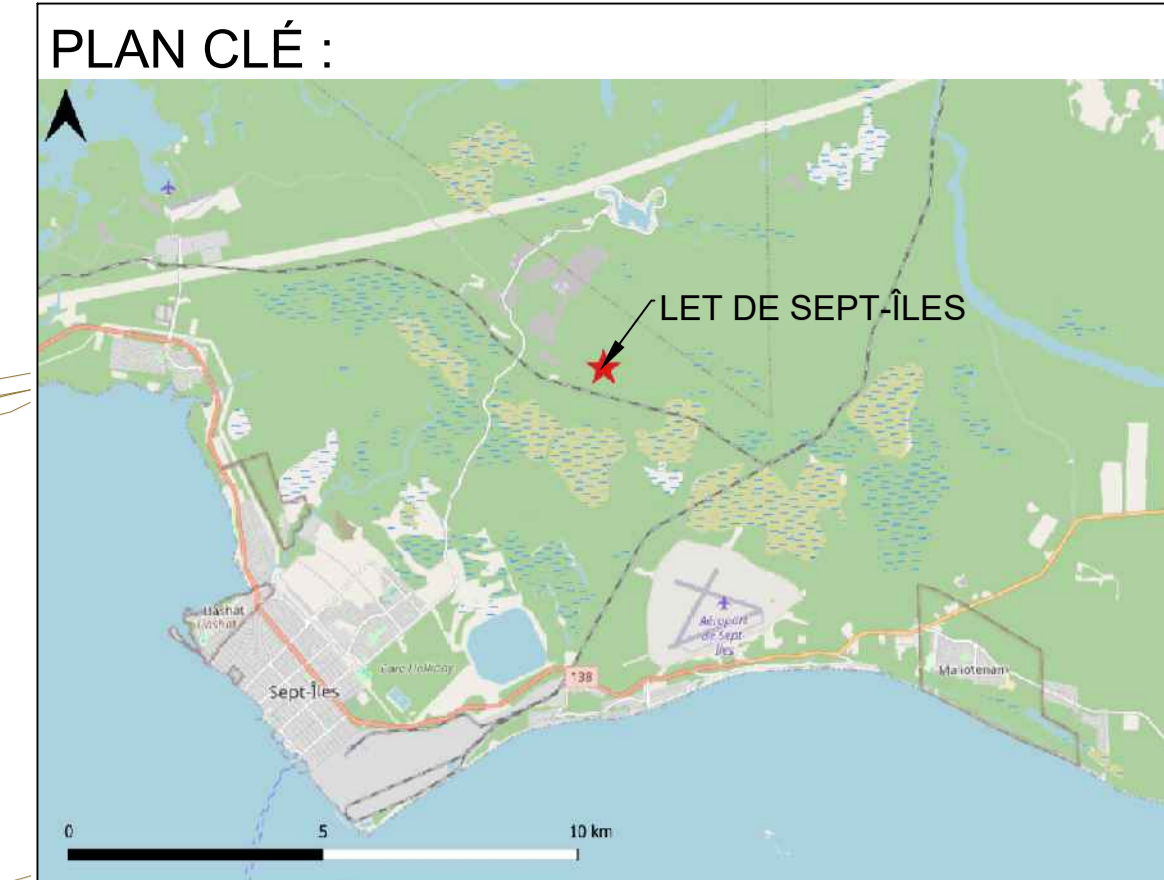 PLAN CLÉ :
LET DE SEPT-ÎLES
Uashat
Aéroport
de Sept-
Îles
Maliotenam
138
Sept-Îles
0 5 10 km